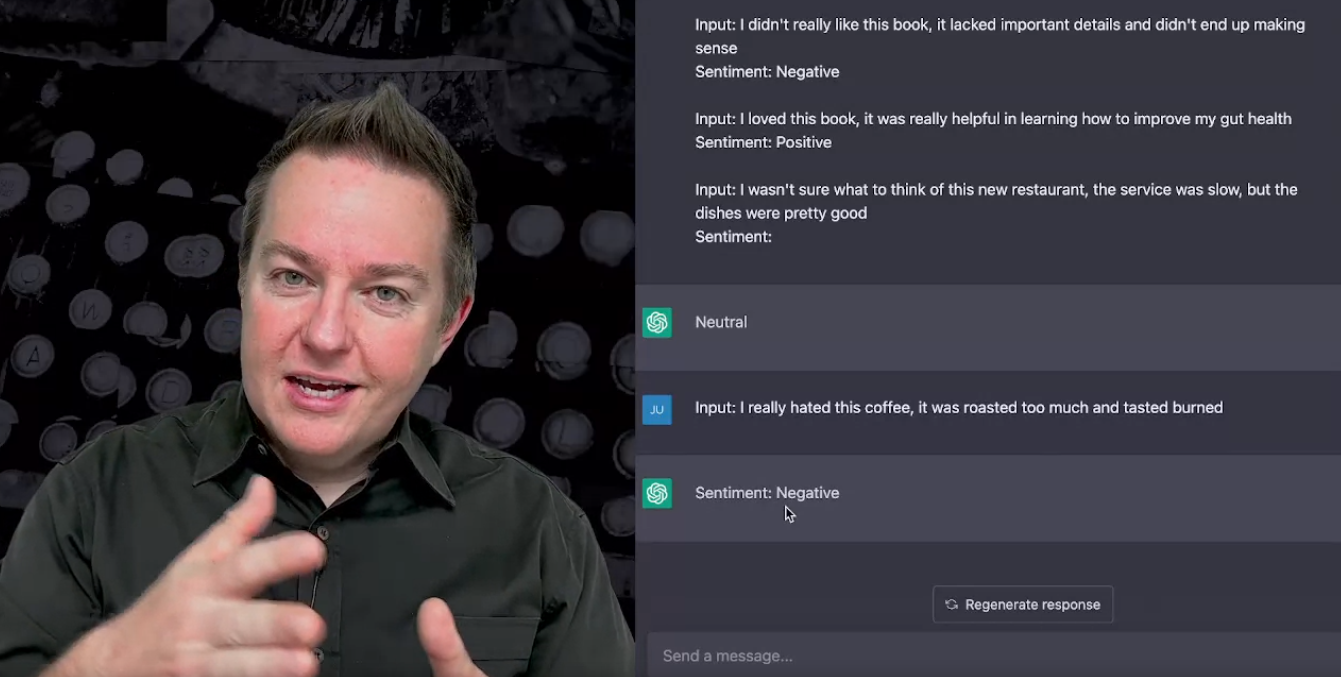 Input: I didn't really like this book, it lacked important details and didn't end up making
sense
Sentiment: Negative
Input: I loved this book, it was really helpful in learning how to improve my gut health
Sentiment: Positive
Input: I wasn't sure what to think of this new restaurant, the service was slow, but the
dishes were pretty good
Sentiment:
Neutral
JU
Input: I really hated this coffee, it was roasted too much and tasted burned
Sentiment: Negative
Regenerate response
Send a message...